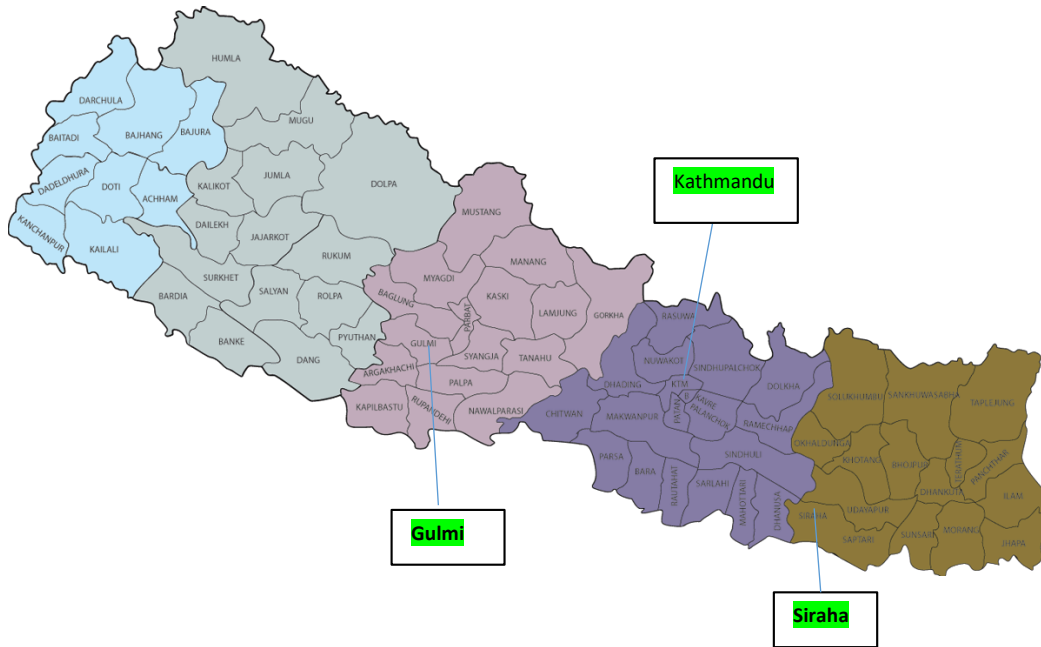 HUMLA
DARCHULA
BAJHANG
BAJURA
BAITADI
MUGU
DADELDHURA
DOTI
ACHHAM
KALIKOT
JUMLA
DOLPA
KANCHANPUR
KAILALI
DAILEKH
JAJARKOT
RUKUM
SURKHET
SALYAN
ROLPA
BARDIA
BANKE
DANG
PYUTHAN
MUSTANG
MANANG
MYAGDI
BAGLUNG
PARBAT
KASKI
LAMJUNG
GORKHA
GULMI
SYANGJA
TANAHU
ARGAKHACHI
PALPA
KAPILBASTU
RUPANDEHI
NAWALPARASI
Kathmandu
RASUWA
NUWAKOT
SINDHUPALCHOK
DOLKHA
DHADING
KTM
B
KAVRE
PALANCHOK
PATAN
CHITWAN
MAKWANPUR
RAMECHHAP
SINDHULI
PARSA
BARA
RAUTAHAT
SARLAHI
MAHOTTARI
DHANUSA
SOLUKHUMBU
SANKHUWASABHA
TAPLEJUNG
OKHALDUNGA
KHOTANG
BHOJPUR
TERATHUM
PANCHTHAR
DHANKUTA
ILAM
SIRAHA
UDAYAPUR
SAPTARI
SUNSARI
MORANG
JHAPA
Gulmi
Siraha